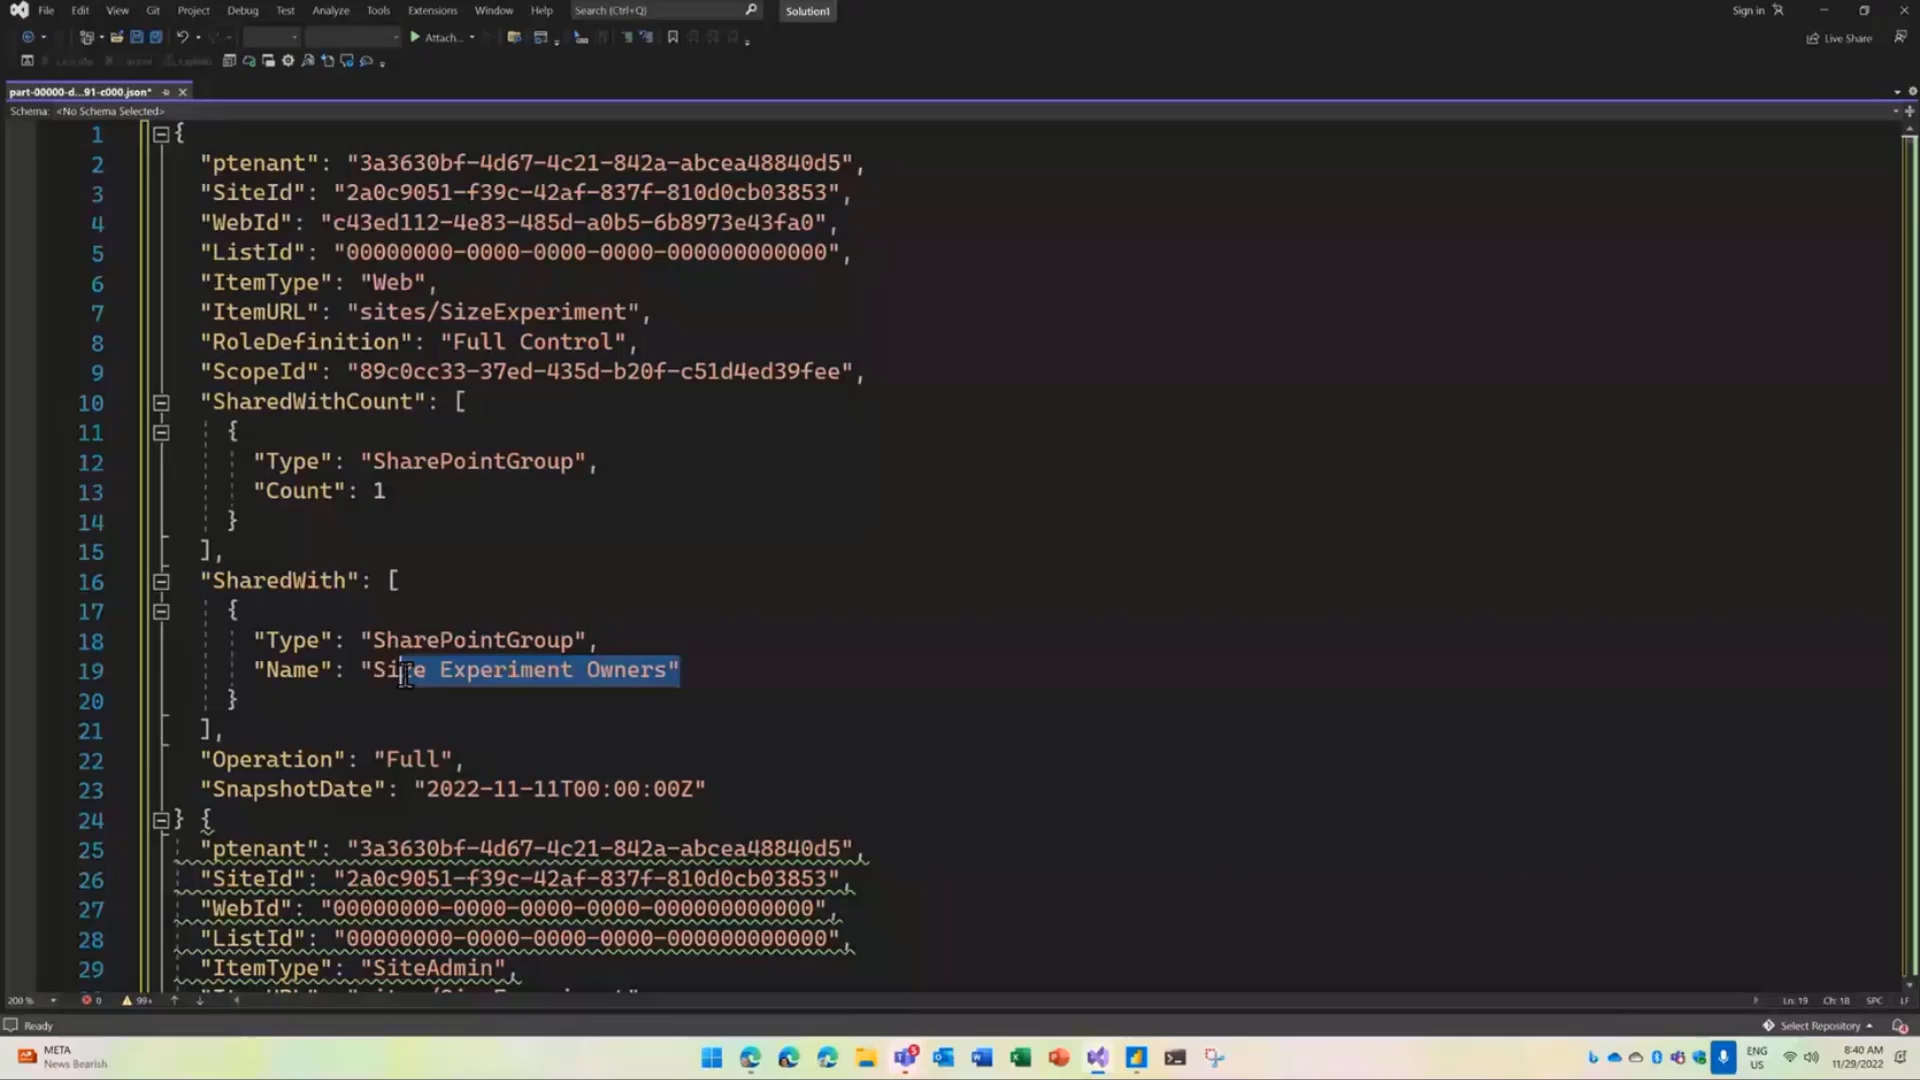 File Edit View Git Project Build Debug Test Analyze Tools Extensions Window Help Search (Ctrl+Q) Solution1 Sign in
Attach... Live Share
part-00000-d...91-c000.json*
Schema: <No Schema Selected>
1 {
2 "ptenant": "3a3630bf-4d67-4c21-842a-abcea48840d5",
3 "SiteId": "2a0c9051-f39c-42af-837f-810d0cb03853",
4 "WebId": "c43ed112-4e83-485d-a0b5-6b8973e43fa0",
5 "ListId": "00000000-0000-0000-0000-000000000000",
6 "ItemType": "Web",
7 "ItemURL": "sites/SizeExperiment",
8 "RoleDefinition": "Full Control",
9 "ScopeId": "89c0cc33-37ed-435d-b20f-c51d4ed39fee",
10 "SharedWithCount": [
11 {
12 "Type": "SharePointGroup",
13 "Count": 1
14 }
15 ],
16 "SharedWith": [
17 {
18 "Type": "SharePointGroup",
19 "Name": "Size Experiment Owners"
20 }
21 ],
22 "Operation": "Full",
23 "SnapshotDate": "2022-11-11T00:00:00Z"
24 } {
25 "ptenant": "3a3630bf-4d67-4c21-842a-abcea48840d5",
26 "SiteId": "2a0c9051-f39c-42af-837f-810d0cb03853",
27 "WebId": "00000000-0000-0000-0000-000000000000",
28 "ListId": "00000000-0000-0000-0000-000000000000",
29 "ItemType": "SiteAdmin",
200 % 0 99+ Ln: 19 Ch: 18 SPC LF
Ready Select Repository
META
News Bearish
5
ENG
US
8:40 AM
11/29/2022